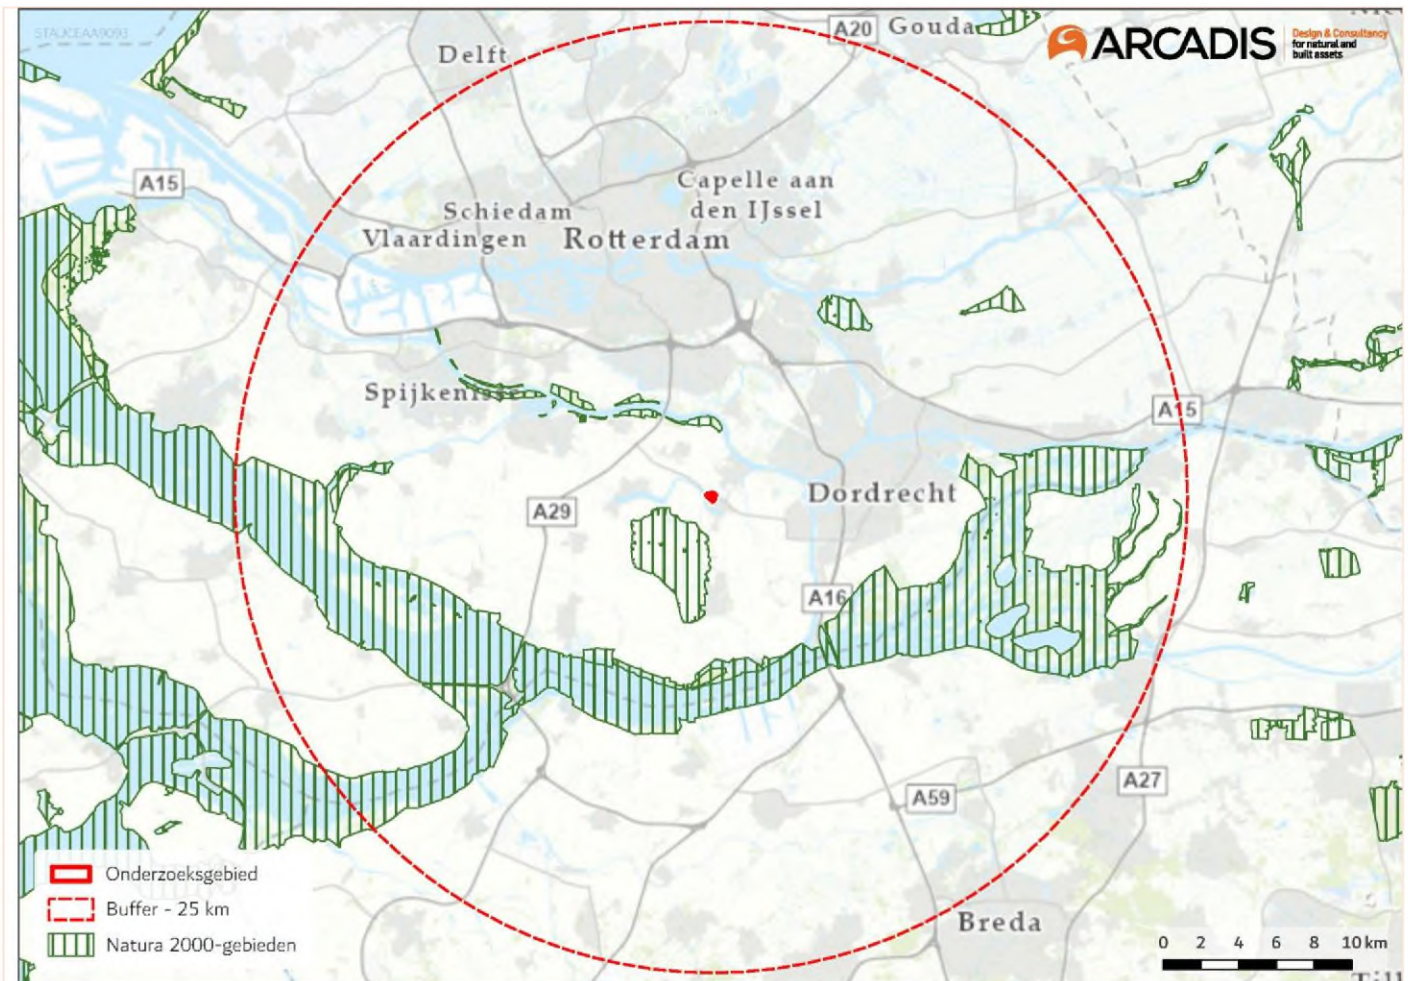 STAJCEAA9093
A20
Gouda
ARCADIS
Design & Consultancy
for natural and
built assets
Delft
A15
Capelle aan
den IJssel
Schiedam
Vlaardingen
Rotterdam
Spijkenisse
A15
A29
Dordrecht
A16
A27
A59
Breda
Onderzoeksgebied
Buffer - 25 km
Natura 2000-gebieden
0 2 4 6 8 10 km